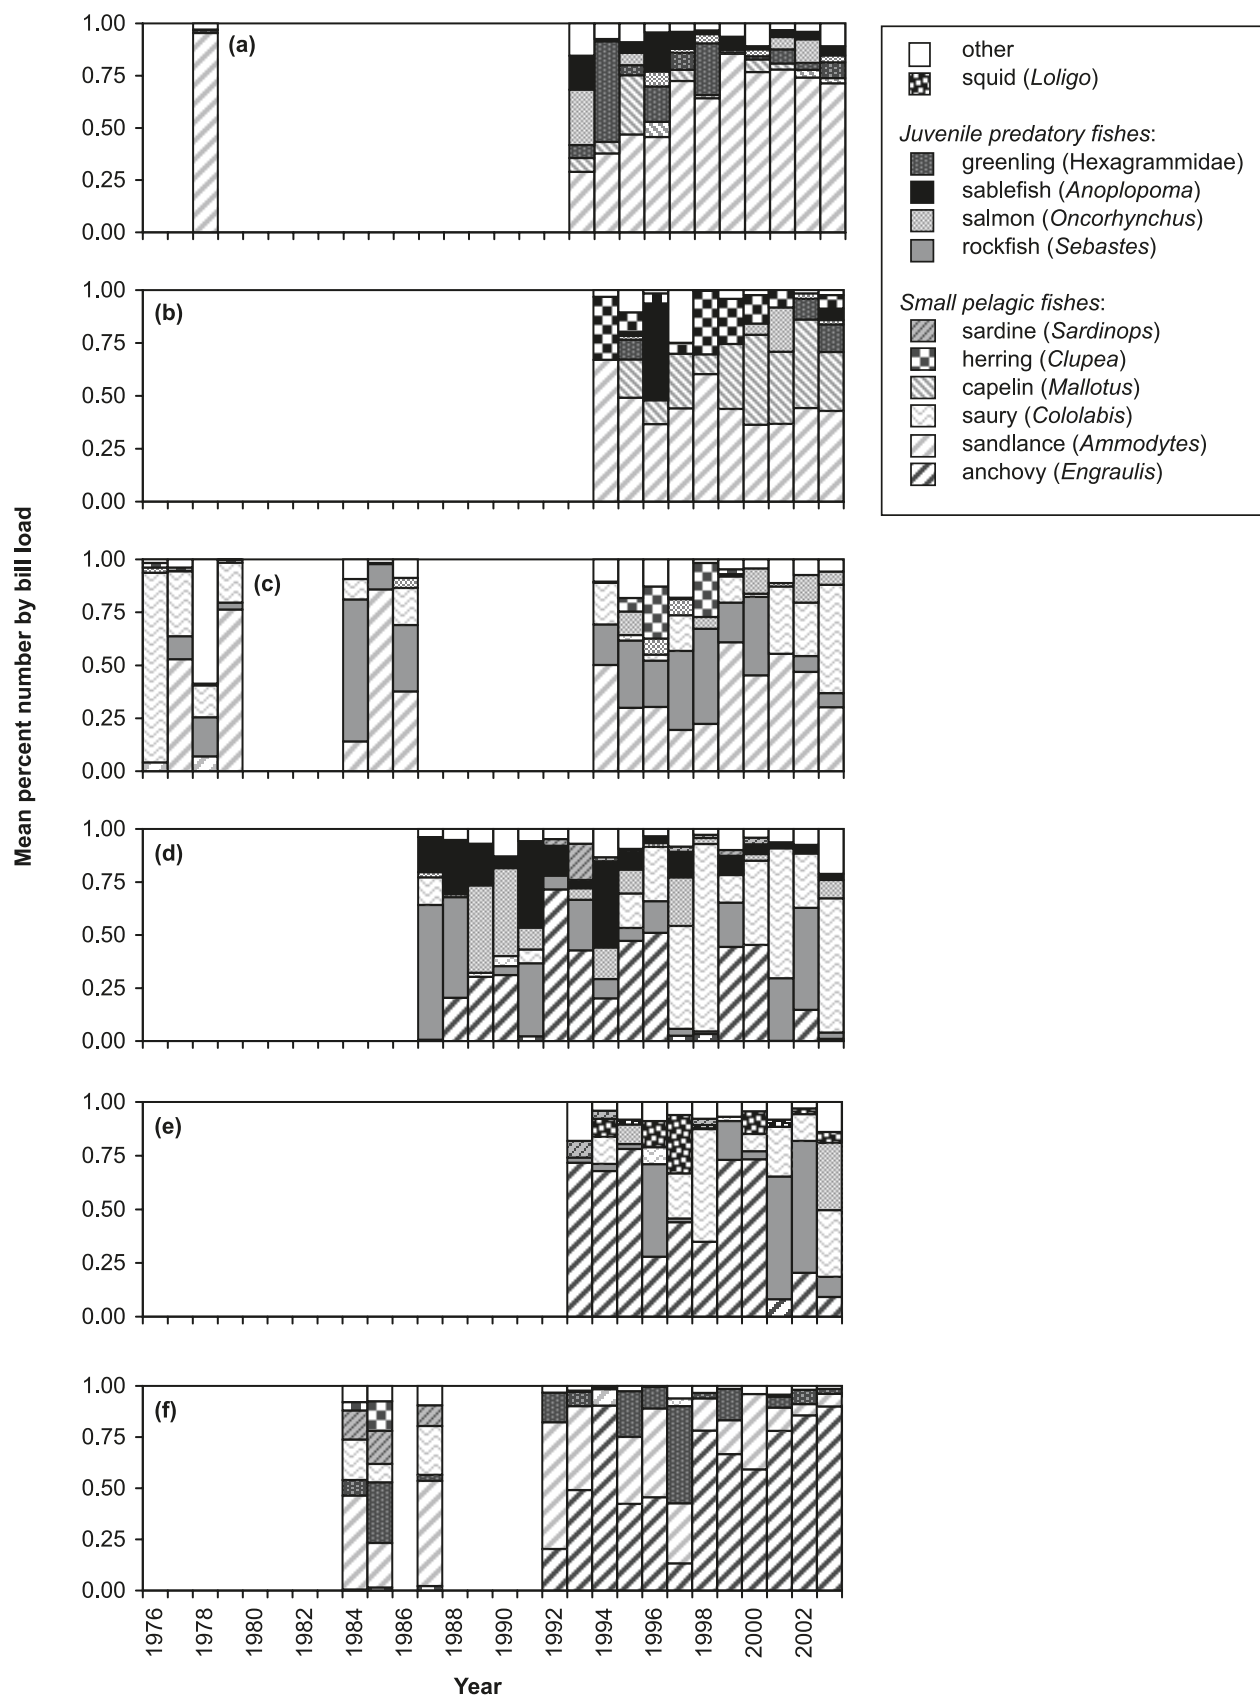 Mean percent number by bill load
1.00
0.75
0.50
0.25
0.00
(a)
1.00
0.75
0.50
0.25
0.00
(b)
1.00
0.75
0.50
0.25
0.00
(c)
1.00
0.75
0.50
0.25
0.00
(d)
1.00
0.75
0.50
0.25
0.00
(e)
1.00
0.75
0.50
0.25
0.00
(f)
1976
1978
1980
1982
1984
1986
1988
1990
1992
1994
1996
1998
2000
2002
Year
other
squid (Loligo)
Juvenile predatory fishes:
greenling (Hexagrammidae)
sablefish (Anoplopoma)
salmon (Oncorhynchus)
rockfish (Sebastes)
Small pelagic fishes:
sardine (Sardinops)
herring (Clupea)
capelin (Mallotus)
saury (Cololabis)
sandlance (Ammodytes)
anchovy (Engraulis)